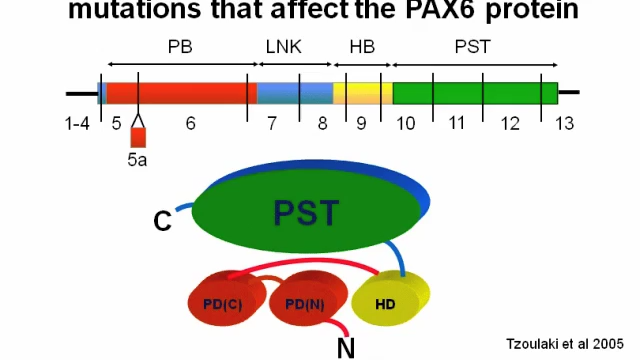 mutations that affect the PAX6 protein
PB LNK HB PST
1-4 5 6 7 8 9 10 11 12 13
5a
C PST
PD(C) PD(N) HD
N
Tzoulaki et al 2005